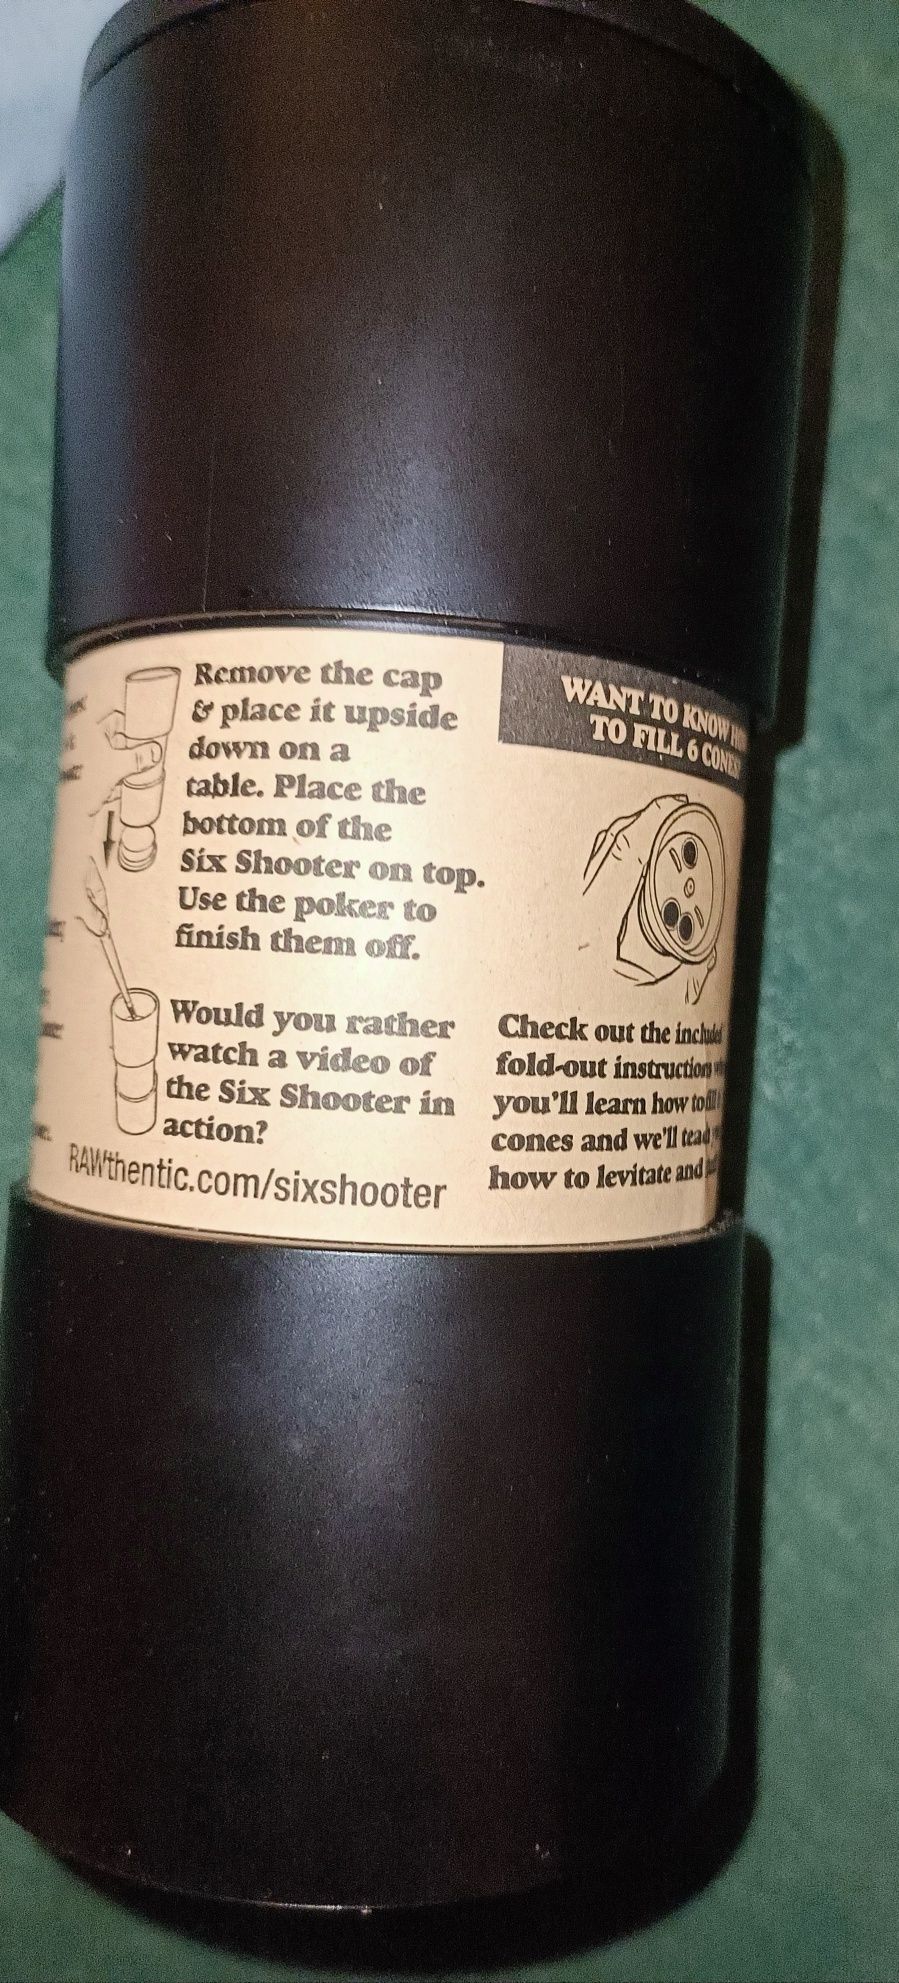 Remove the cap
& place it upside
down on a
table. Place the
bottom of the
Six Shooter on top.
Use the poker to
finish them off.
Would you rather
watch a video of
the Six Shooter in
action?
RAWthentic.com/sixshooter
WANT TO KNOW
TO FILL 6 CONES
Check out the
fold-out
you'll learn how to
cones and we'll
how to levitate and